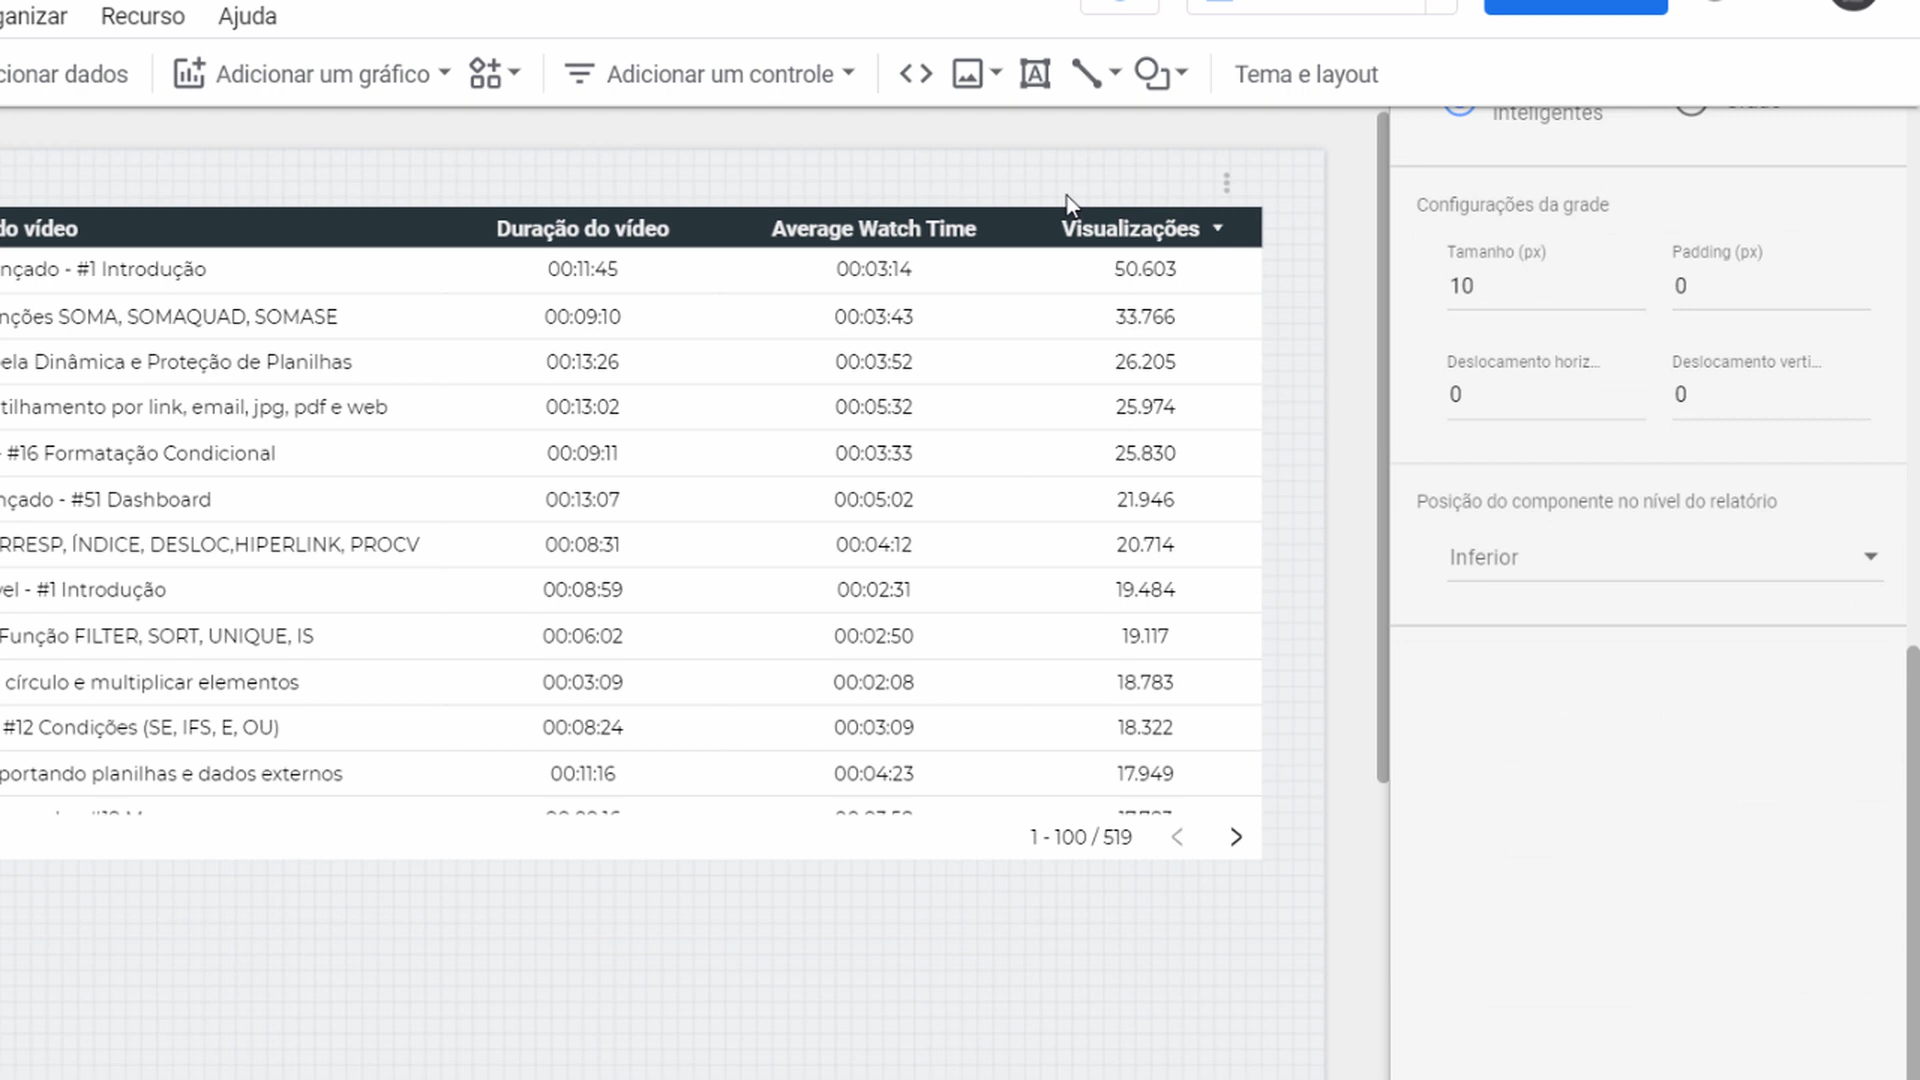 ganizar Recurso Ajuda
cionar dados Adicionar um gráfico Adicionar um controle Tema e layout
inteligentes
do vídeo Duração do vídeo Average Watch Time Visualizações
nçado - #1 Introdução 00:11:45 00:03:14 50.603
nções SOMA, SOMAQUAD, SOMASE 00:09:10 00:03:43 33.766
ela Dinâmica e Proteção de Planilhas 00:13:26 00:03:52 26.205
tilhamento por link, email, jpg, pdf e web 00:13:02 00:05:32 25.974
- #16 Formatação Condicional 00:09:11 00:03:33 25.830
nçado - #51 Dashboard 00:13:07 00:05:02 21.946
RRESP, ÍNDICE, DESLOC,HIPERLINK, PROCV 00:08:31 00:04:12 20.714
vel - #1 Introdução 00:08:59 00:02:31 19.484
Função FILTER, SORT, UNIQUE, IS 00:06:02 00:02:50 19.117
círculo e multiplicar elementos 00:03:09 00:02:08 18.783
#12 Condições (SE, IFS, E, OU) 00:08:24 00:03:09 18.322
portando planilhas e dados externos 00:11:16 00:04:23 17.949
1 - 100 / 519
Configurações da grade
Tamanho (px) Padding (px)
10 0
Deslocamento horiz... Deslocamento verti...
0 0
Posição do componente no nível do relatório
Inferior